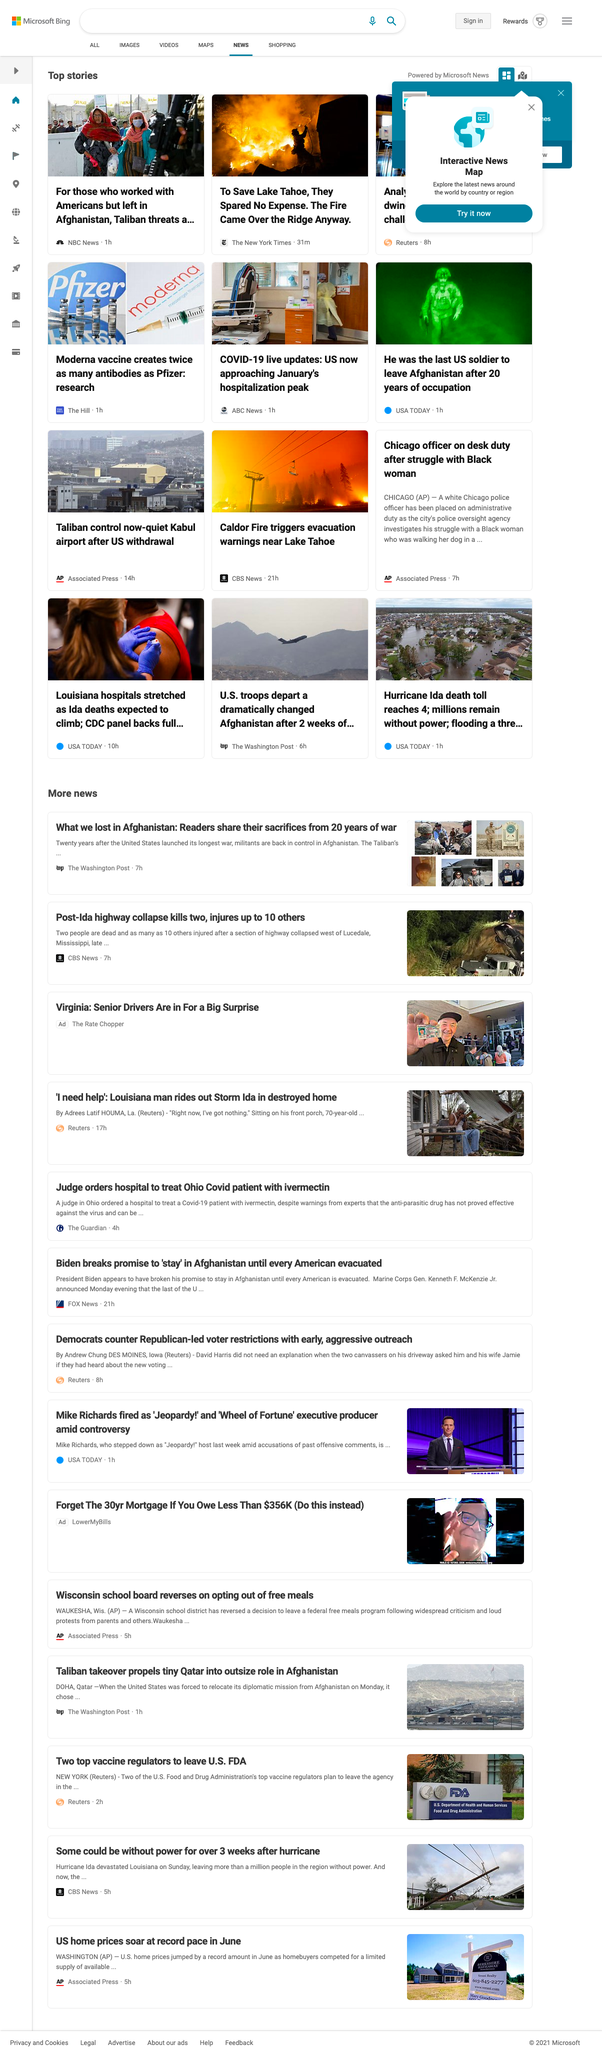 Microsoft Bing
Sign in
Rewards
ALL IMAGES VIDEOS MAPS NEWS SHOPPING
Top stories
Powered by Microsoft News
Interactive News
Map
Explore the latest news around
the world by country or region
Try it now
For those who worked with
Americans but left in
Afghanistan, Taliban threats a...
NBC News · 1h
To Save Lake Tahoe, They
Spared No Expense. The Fire
Came Over the Ridge Anyway.
The New York Times · 31m
Analy
dwin
chall
Reuters · 8h
Pfizer
moderna
Moderna vaccine creates twice
as many antibodies as Pfizer:
research
The Hill · 1h
COVID-19 live updates: US now
approaching January's
hospitalization peak
ABC News · 1h
He was the last US soldier to
leave Afghanistan after 20
years of occupation
USA TODAY · 1h
Taliban control now-quiet Kabul
airport after US withdrawal
AP Associated Press · 14h
Caldor Fire triggers evacuation
warnings near Lake Tahoe
CBS News · 21h
Chicago officer on desk duty
after struggle with Black
woman
CHICAGO (AP) — A white Chicago police
officer has been placed on administrative
duty as the city's police oversight agency
investigates his struggle with a Black woman
who was walking her dog in a ...
AP Associated Press · 7h
Louisiana hospitals stretched
as Ida deaths expected to
climb; CDC panel backs full...
USA TODAY · 10h
U.S. troops depart a
dramatically changed
Afghanistan after 2 weeks of...
wp The Washington Post · 6h
Hurricane Ida death toll
reaches 4; millions remain
without power; flooding a thre...
USA TODAY · 1h
More news
What we lost in Afghanistan: Readers share their sacrifices from 20 years of war
Twenty years after the United States launched its longest war, militants are back in control in Afghanistan. The Taliban's
...
wp The Washington Post · 7h
Post-Ida highway collapse kills two, injures up to 10 others
Two people are dead and as many as 10 others injured after a section of highway collapsed west of Lucedale,
Mississippi, late ...
CBS News · 7h
Virginia: Senior Drivers Are in For a Big Surprise
Ad The Rate Chopper
'I need help': Louisiana man rides out Storm Ida in destroyed home
By Adrees Latif HOUMA, La. (Reuters) - "Right now, I've got nothing." Sitting on his front porch, 70-year-old ...
Reuters · 17h
Judge orders hospital to treat Ohio Covid patient with ivermectin
A judge in Ohio ordered a hospital to treat a Covid-19 patient with ivermectin, despite warnings from experts that the anti-parasitic drug has not proved effective
against the virus and can be ...
The Guardian · 4h
Biden breaks promise to 'stay' in Afghanistan until every American evacuated
President Biden appears to have broken his promise to stay in Afghanistan until every American is evacuated. Marine Corps Gen. Kenneth F. McKenzie Jr.
announced Monday evening that the last of the U ...
FOX News · 21h
Democrats counter Republican-led voter restrictions with early, aggressive outreach
By Andrew Chung DES MOINES, Iowa (Reuters) - David Harris did not need an explanation when the two canvassers on his driveway asked him and his wife Jamie
if they had heard about the new voting ...
Reuters · 8h
Mike Richards fired as 'Jeopardy!' and 'Wheel of Fortune' executive producer
amid controversy
Mike Richards, who stepped down as "Jeopardy!" host last week amid accusations of past offensive comments, is ...
USA TODAY · 1h
Forget The 30yr Mortgage If You Owe Less Than $356K (Do this instead)
Ad LowerMyBills
Wisconsin school board reverses on opting out of free meals
WAUKESHA, Wis. (AP) — A Wisconsin school district has reversed a decision to leave a federal free meals program following widespread criticism and loud
protests from parents and others.Waukesha ...
AP Associated Press · 5h
Taliban takeover propels tiny Qatar into outsize role in Afghanistan
DOHA, Qatar —When the United States was forced to relocate its diplomatic mission from Afghanistan on Monday, it
chose ...
wp The Washington Post · 1h
Two top vaccine regulators to leave U.S. FDA
NEW YORK (Reuters) - Two of the U.S. Food and Drug Administration's top vaccine regulators plan to leave the agency
in the ...
Reuters · 2h
FDA
U.S. Department of Health and Human Services
Food and Drug Administration
Some could be without power for over 3 weeks after hurricane
Hurricane Ida devastated Louisiana on Sunday, leaving more than a million people in the region without power. And
now, the ...
CBS News · 5h
US home prices soar at record pace in June
WASHINGTON (AP) — U.S. home prices jumped by a record amount in June as homebuyers competed for a limited
supply of available ...
AP Associated Press · 5h
Privacy and Cookies Legal Advertise About our ads Help Feedback
© 2021 Microsoft